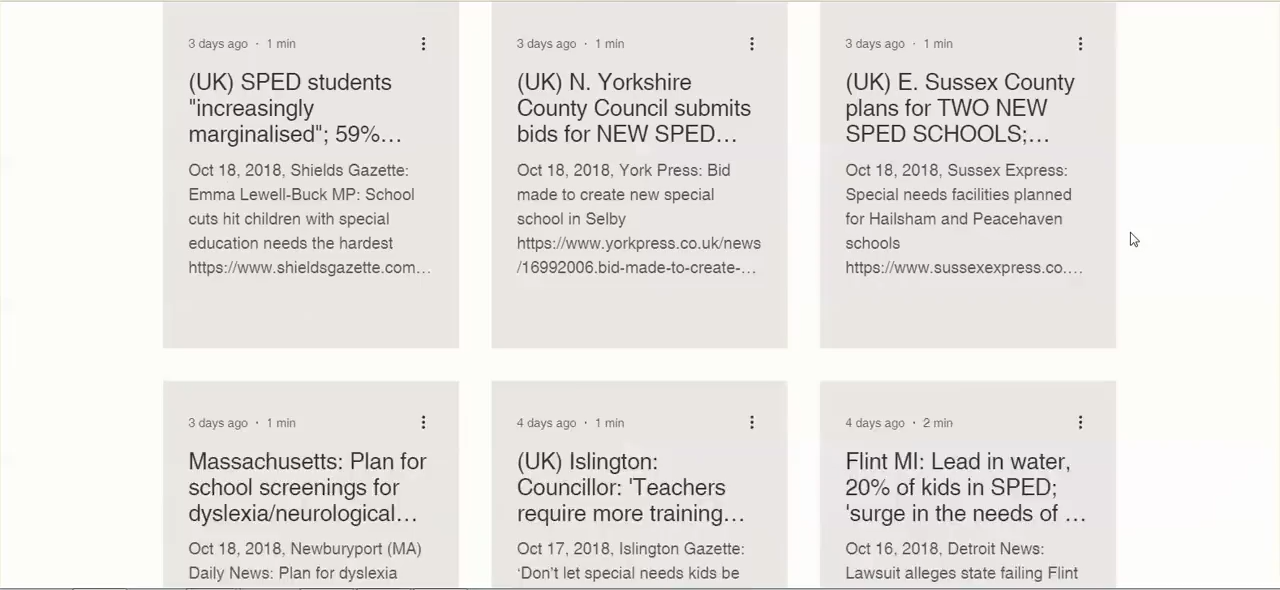 3 days ago · 1 min
(UK) SPED students
"increasingly
marginalised"; 59%...
Oct 18, 2018, Shields Gazette:
Emma Lewell-Buck MP: School
cuts hit children with special
education needs the hardest
https://www.shieldsgazette.com...
3 days ago · 1 min
(UK) N. Yorkshire
County Council submits
bids for NEW SPED...
Oct 18, 2018, York Press: Bid
made to create new special
school in Selby
https://www.yorkpress.co.uk/news
/16992006.bid-made-to-create-...
3 days ago · 1 min
(UK) E. Sussex County
plans for TWO NEW
SPED SCHOOLS;...
Oct 18, 2018, Sussex Express:
Special needs facilities planned
for Hailsham and Peacehaven
schools
https://www.sussexexpress.co....
3 days ago · 1 min
Massachusetts: Plan for
school screenings for
dyslexia/neurological...
Oct 18, 2018, Newburyport (MA)
Daily News: Plan for dyslexia
4 days ago · 1 min
(UK) Islington:
Councillor: 'Teachers
require more training...
Oct 17, 2018, Islington Gazette:
‘Don’t let special needs kids be
4 days ago · 2 min
Flint MI: Lead in water,
20% of kids in SPED;
'surge in the needs of ...
Oct 16, 2018, Detroit News:
Lawsuit alleges state failing Flint